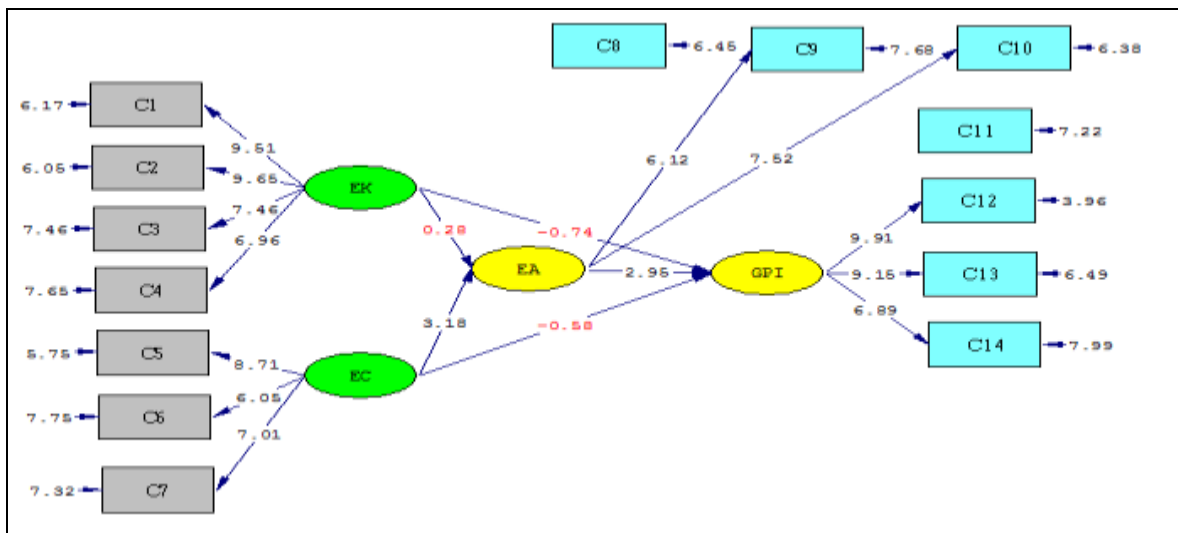 C8 6.45 C9 7.68 C10 6.38
6.17 C1
C11 7.22
9.51
6.05 C2
6.12 7.52
9.65 EK
C12 3.96
7.46 C3 7.46
0.28 -0.74
9.91
6.96
EA 2.95 GPI 9.15 C13 6.49
7.65 C4
6.89
3.18 -0.58
C14 7.99
5.75 C5 8.71
EC
6.05
7.75 C6
7.01
7.32 C7